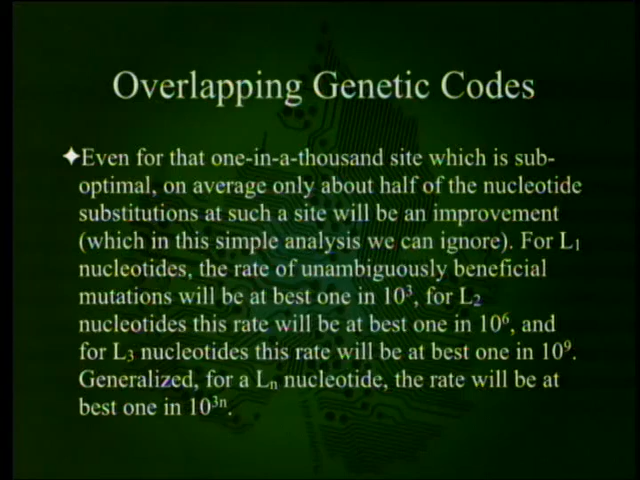 Overlapping Genetic Codes
✦Even for that one-in-a-thousand site which is sub-
optimal, on average only about half of the nucleotide
substitutions at such a site will be an improvement
(which in this simple analysis we can ignore). For L₁
nucleotides, the rate of unambiguously beneficial
mutations will be at best one in 10³, for L₂
nucleotides this rate will be at best one in 10⁶, and
for L₃ nucleotides this rate will be at best one in 10⁹.
Generalized, for a Lₙ nucleotide, the rate will be at
best one in 10³ⁿ.